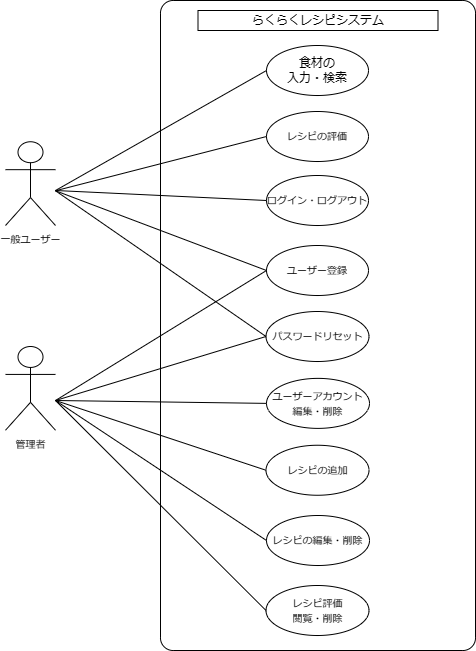 らくらくレシピシステム
食材の
入力・検索
レシピの評価
ログイン・ログアウト
一般ユーザー
ユーザー登録
パスワードリセット
ユーザーアカウント
編集・削除
管理者
レシピの追加
レシピの編集・削除
レシピ評価
閲覧・削除